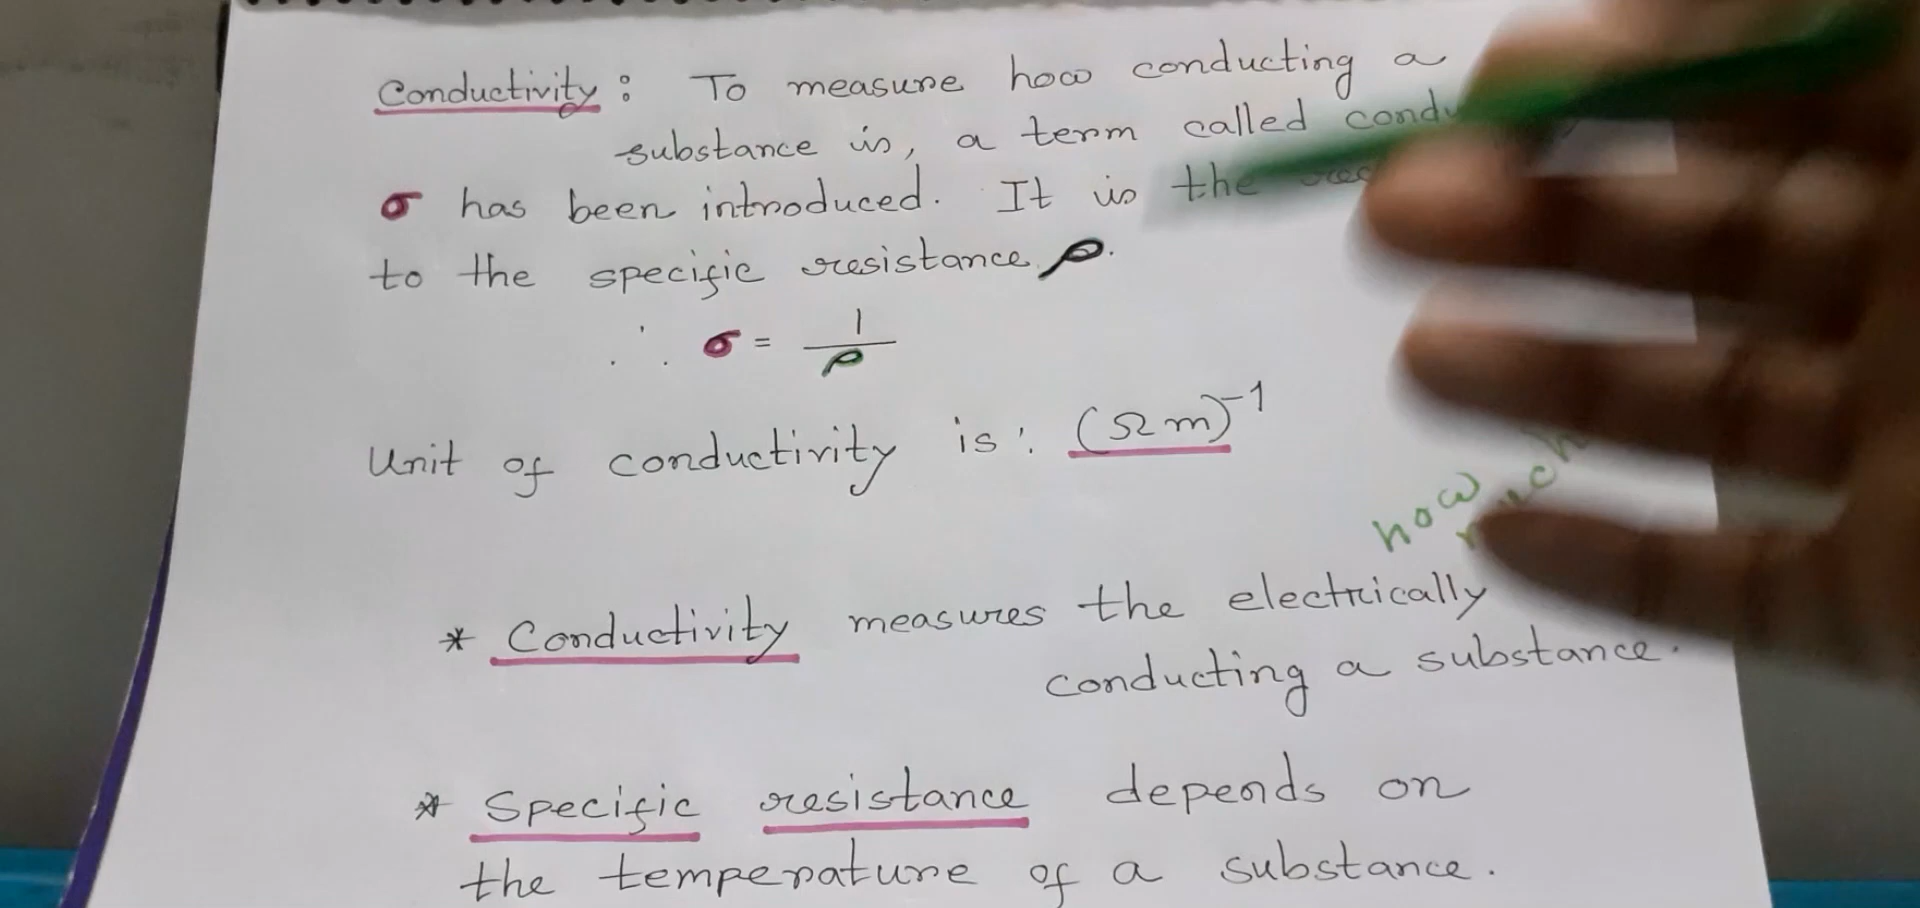 Conductivity: To measure how conducting a
substance is, a term called
σ has been introduced. It is the
to the specific resistance ρ.
∴ σ = 1/ρ
Unit of conductivity is: (Ωm)⁻¹
how
much
* Conductivity measures the electrically
conducting a substance.
* Specific resistance depends on
the temperature of a substance.